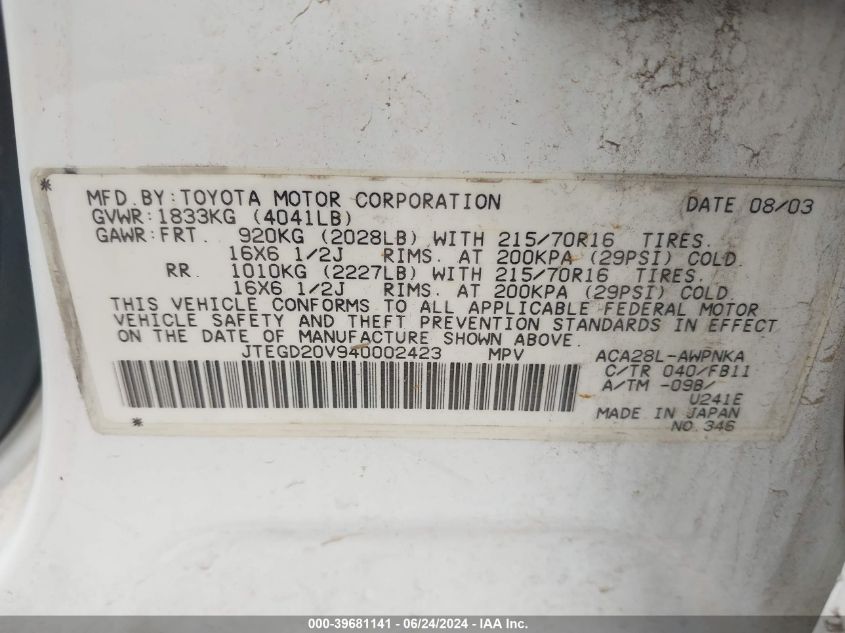 * MFD.BY:TOYOTA MOTOR CORPORATION DATE 08/03
GVWR:1833KG (4041LB)
GAWR:FRT. 920KG (2028LB) WITH 215/70R16 TIRES.
16X6 1/2J RIMS. AT 200KPA (29PSI) COLD.
RR. 1010KG (2227LB) WITH 215/70R16 TIRES.
16X6 1/2J RIMS. AT 200KPA (29PSI) COLD
THIS VEHICLE CONFORMS TO ALL APPLICABLE FEDERAL MOTOR
VEHICLE SAFETY AND THEFT PREVENTION STANDARDS IN EFFECT
ON THE DATE OF MANUFACTURE SHOWN ABOVE.
JTEGD20V940002423 MPV ACA28L-AWPNKA
C/TR 040/FB11
A/TM -09B/
U241E
MADE IN JAPAN
* NO.346
000-39681141 / 06/24/2024 - IAA Inc.